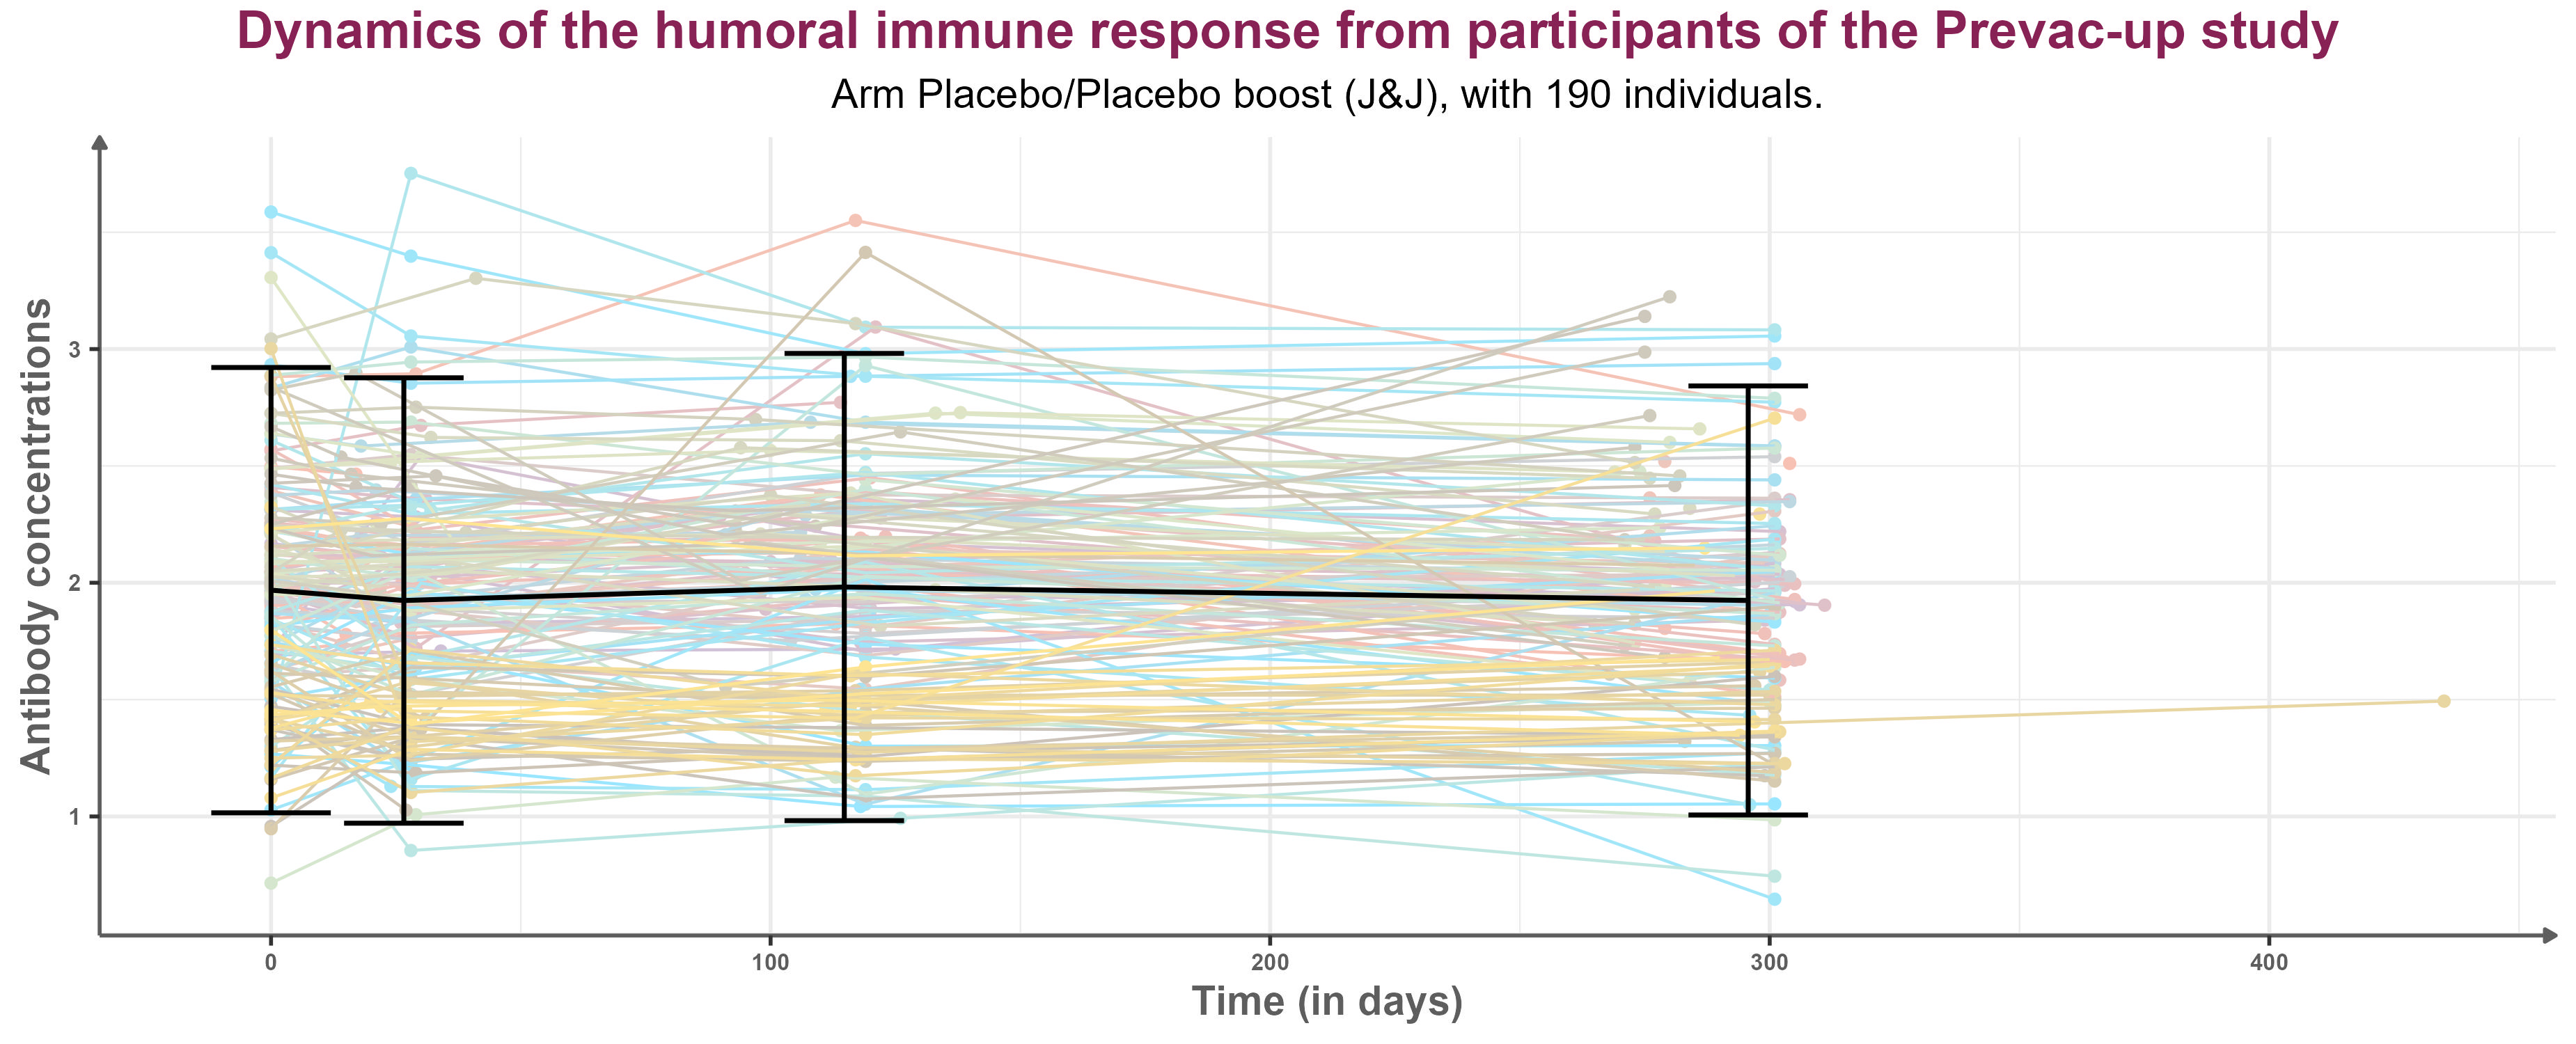 Dynamics of the humoral immune response from participants of the Prevac-up study
Arm Placebo/Placebo boost (J&J), with 190 individuals.
Antibody concentrations
3
2
1
0 100 200 300 400
Time (in days)